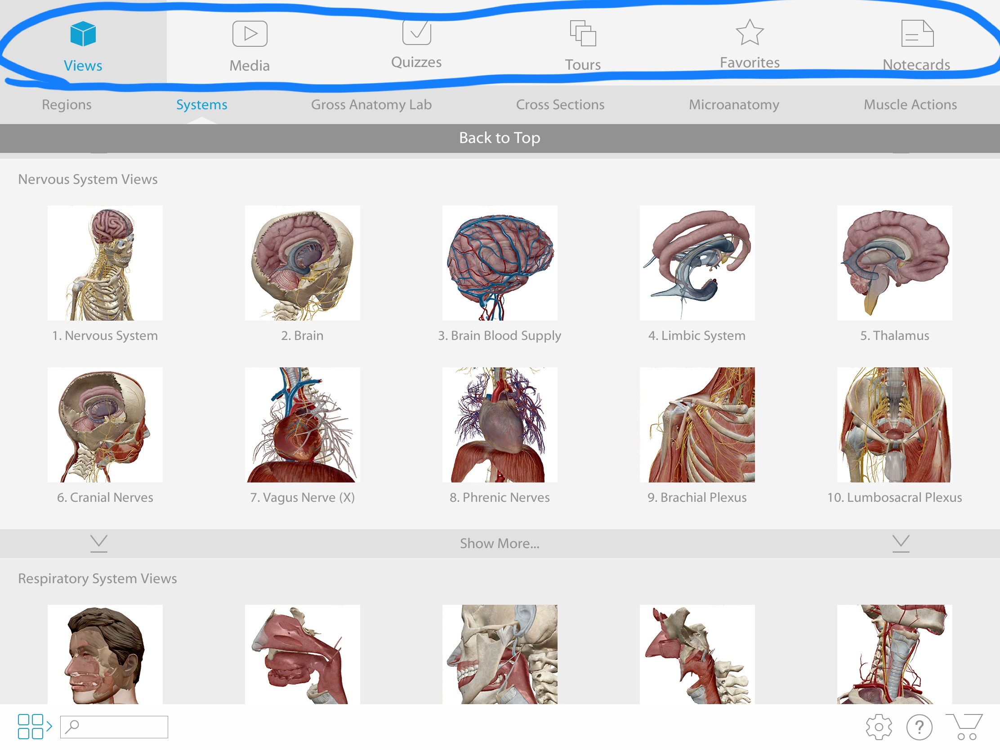 Views Media Quizzes Tours Favorites Notecards
Regions Systems Gross Anatomy Lab Cross Sections Microanatomy Muscle Actions
Back to Top
Nervous System Views
1. Nervous System 2. Brain 3. Brain Blood Supply 4. Limbic System 5. Thalamus
6. Cranial Nerves 7. Vagus Nerve (X) 8. Phrenic Nerves 9. Brachial Plexus 10. Lumbosacral Plexus
Show More...
Respiratory System Views
?